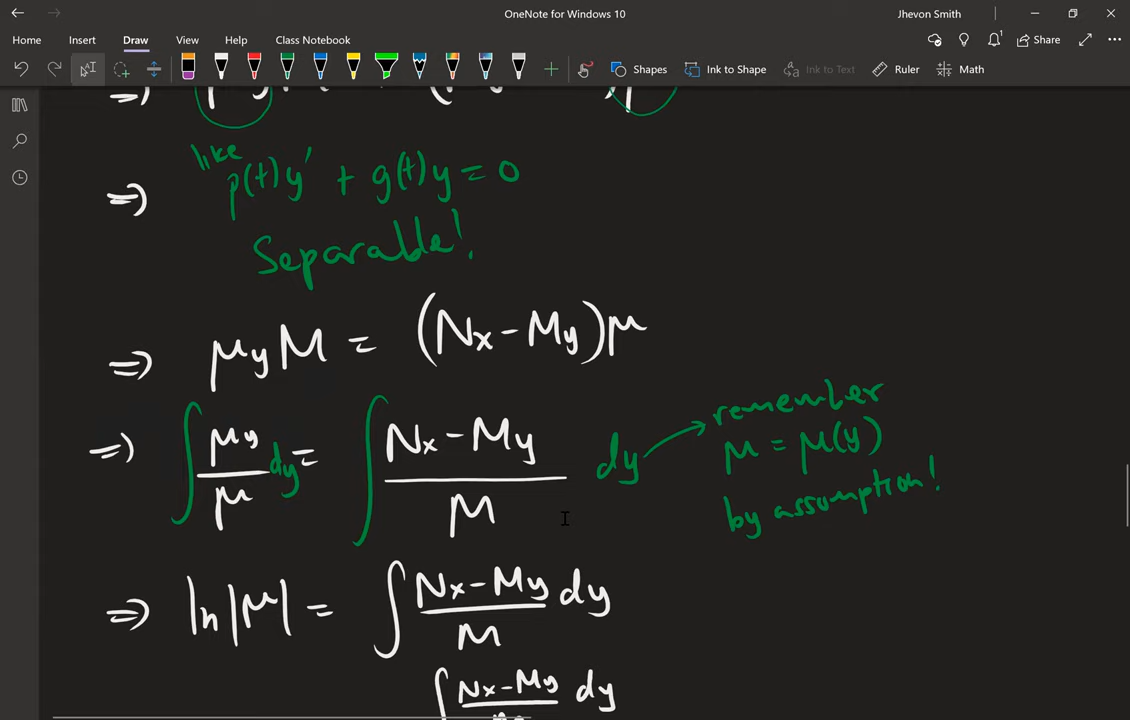 OneNote for Windows 10
Jhevon Smith
Home Insert Draw View Help Class Notebook
Share
Shapes Ink to Shape Ink to Text Ruler Math
=>)
like
=>) p(t)y' + g(t)y = 0
Separable!
=>) μyM = (Nx-My)μ
=>) ∫ μy/μ dy = ∫ (Nx-My)/M dy → remember
μ = μ(y)
by assumption!
=>) ln|μ| = ∫ (Nx-My)/M dy
∫ Nx-My dy